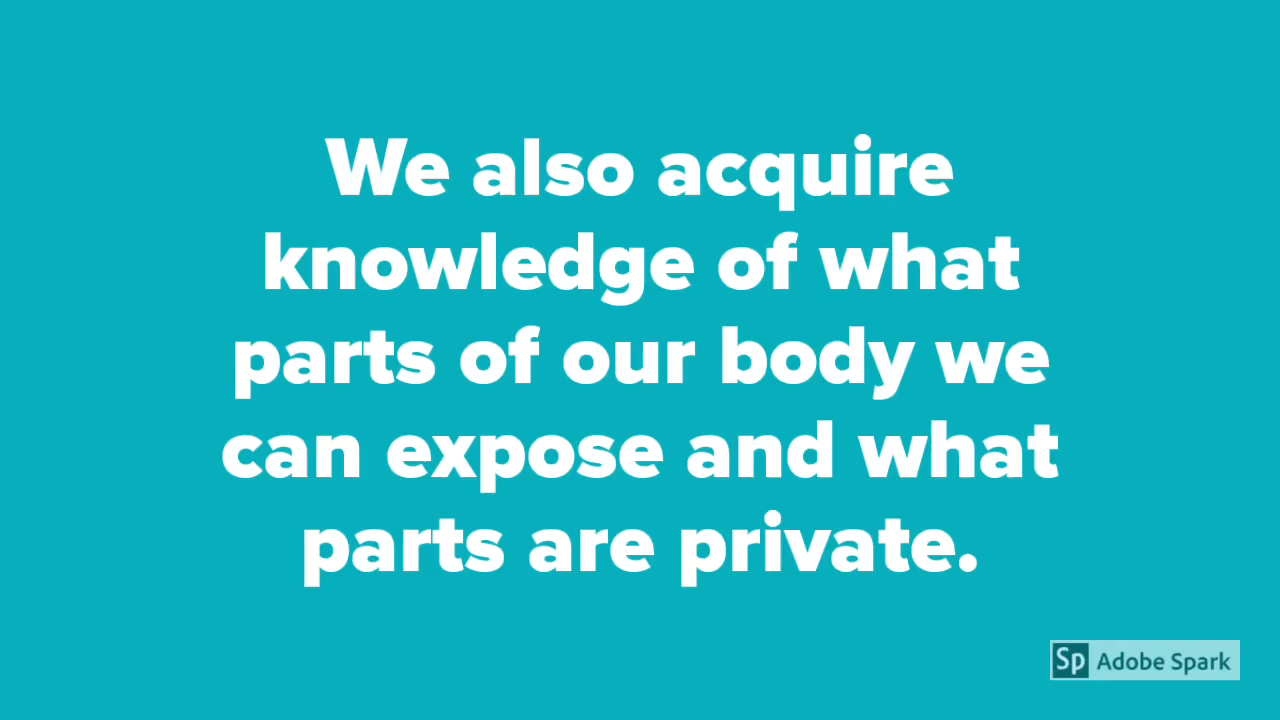 We also acquire
knowledge of what
parts of our body we
can expose and what
parts are private.
Sp Adobe Spark